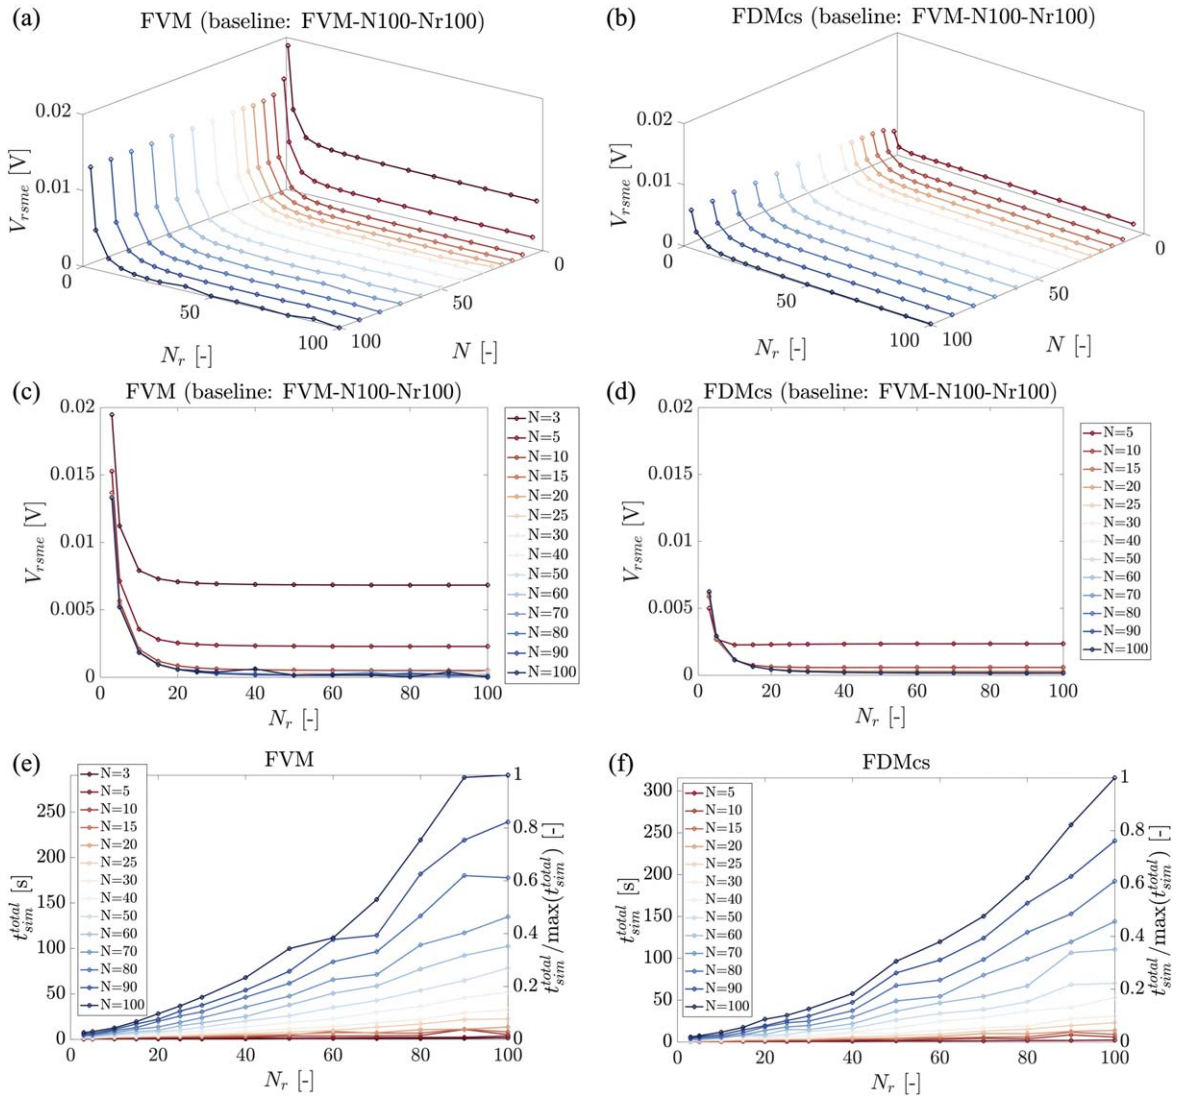 (a)
FVM (baseline: FVM-N100-Nr100)
0.02
0.01
0
V_rsme [V]
0
50
100
N_r [-]
100
50
0
N [-]
(b)
FDMcs (baseline: FVM-N100-Nr100)
0.02
0.01
0
V_rsme [V]
0
50
100
N_r [-]
100
50
0
N [-]
(c)
FVM (baseline: FVM-N100-Nr100)
0.02
0.015
0.01
0.005
0
V_rsme [V]
0 20 40 60 80 100
N_r [-]
N=3
N=5
N=10
N=15
N=20
N=25
N=30
N=40
N=50
N=60
N=70
N=80
N=90
N=100
(d)
FDMcs (baseline: FVM-N100-Nr100)
0.02
0.015
0.01
0.005
0
V_rsme [V]
0 20 40 60 80 100
N_r [-]
N=5
N=10
N=15
N=20
N=25
N=30
N=40
N=50
N=60
N=70
N=80
N=90
N=100
(e)
FVM
N=3
N=5
N=10
N=15
N=20
N=25
N=30
N=40
N=50
N=60
N=70
N=80
N=90
N=100
250
200
150
100
50
0
t_sim^total [s]
0 20 40 60 80 100
N_r [-]
1
0.8
0.6
0.4
0.2
0
t_sim^total/max(t_sim^total) [-]
(f)
FDMcs
N=5
N=10
N=15
N=20
N=25
N=30
N=40
N=50
N=60
N=70
N=80
N=90
N=100
300
250
200
150
100
50
0
t_sim^total [s]
0 20 40 60 80 100
N_r [-]
1
0.8
0.6
0.4
0.2
0
t_sim^total/max(t_sim^total) [-]